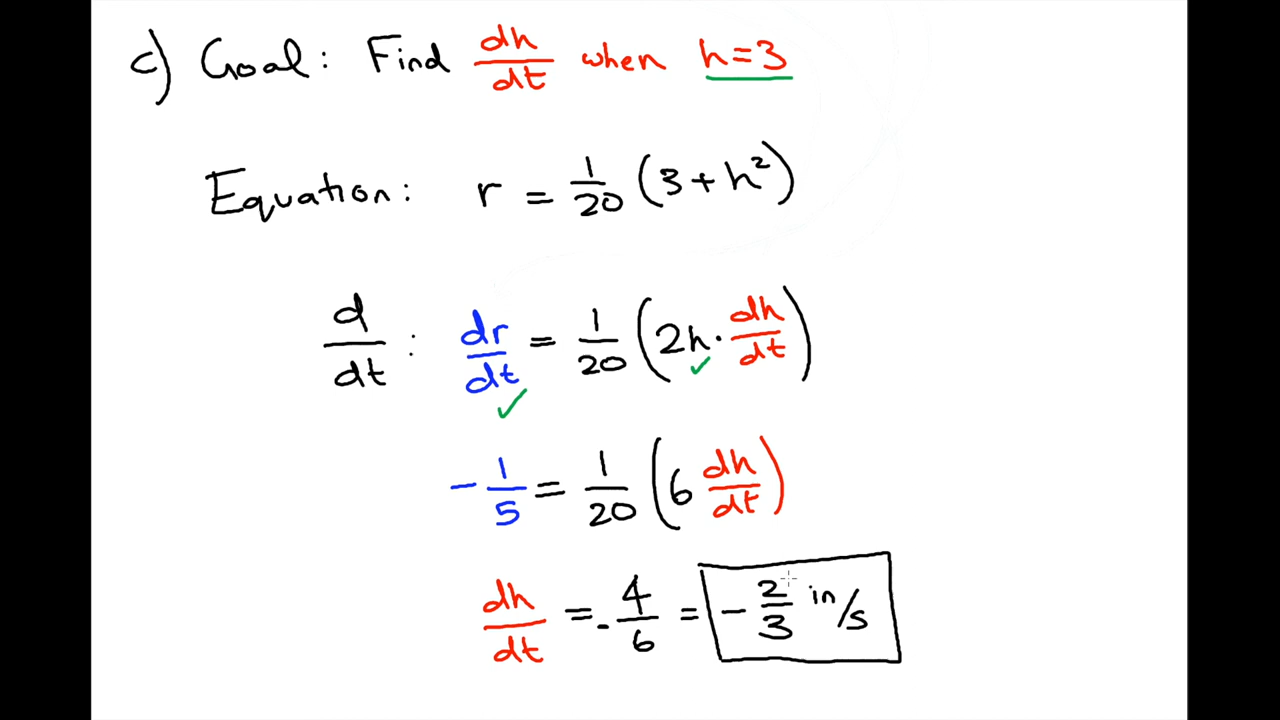 c) Goal: Find dh/dt when h=3
Equation: r = 1/20 (3 + h²)
d/dt : dr/dt = 1/20 (2h · dh/dt)
- 1/5 = 1/20 (6 dh/dt)
dh/dt = - 4/6 = - 2/3 in/s